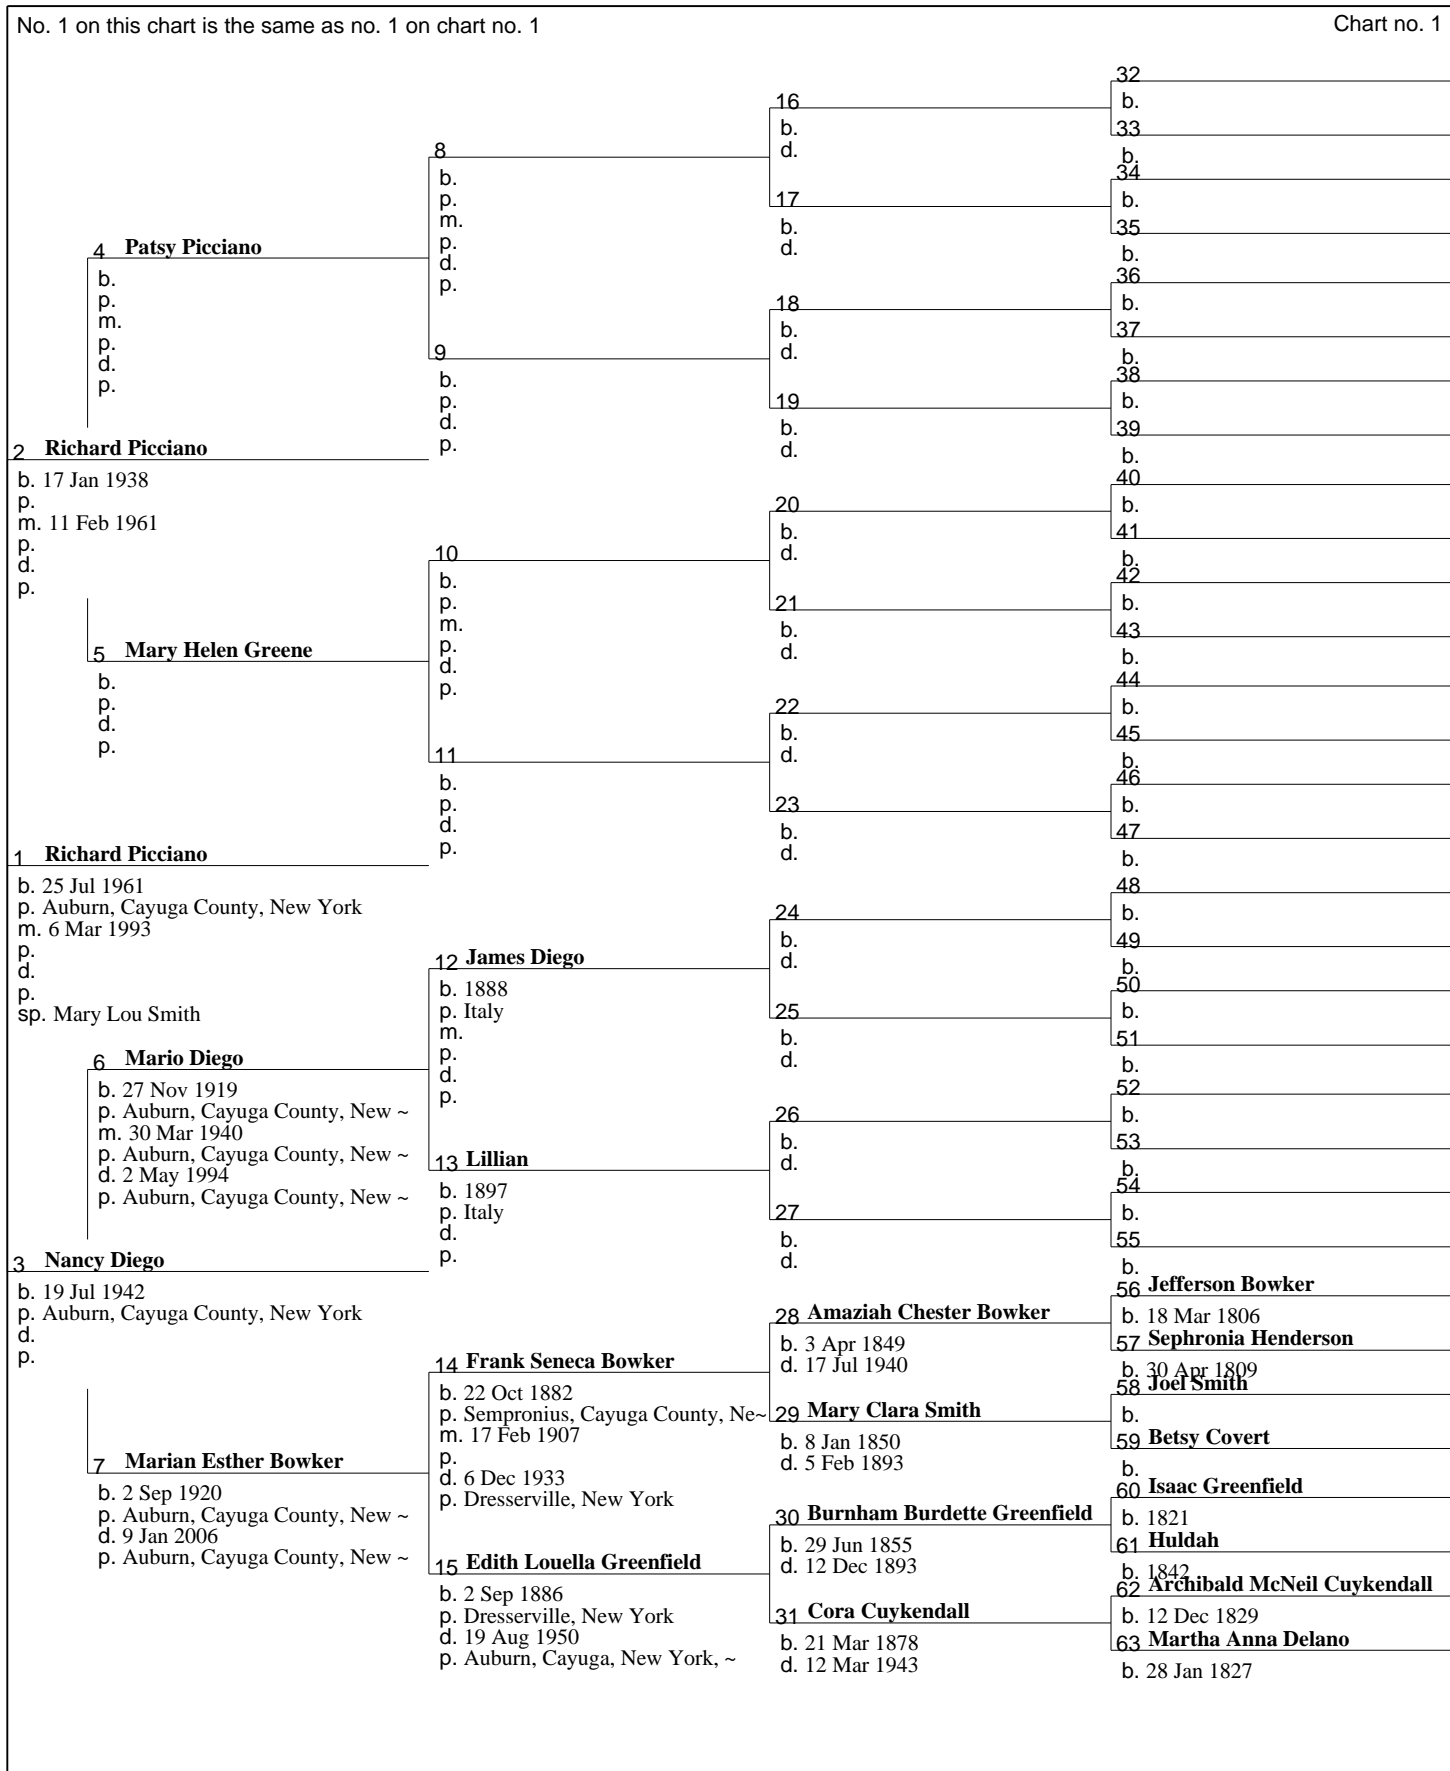 No. 1 on this chart is the same as no. 1 on chart no. 1
Chart no. 1
2 Richard Picciano
b. 17 Jan 1938
p.
m. 11 Feb 1961
p.
d.
p.
1 Richard Picciano
b. 25 Jul 1961
p. Auburn, Cayuga County, New York
m. 6 Mar 1993
p.
d.
p.
sp. Mary Lou Smith
3 Nancy Diego
b. 19 Jul 1942
p. Auburn, Cayuga County, New York
d.
p.
4 Patsy Picciano
b.
p.
m.
p.
d.
p.
5 Mary Helen Greene
b.
p.
d.
p.
6 Mario Diego
b. 27 Nov 1919
p. Auburn, Cayuga County, New ~
m. 30 Mar 1940
p. Auburn, Cayuga County, New ~
d. 2 May 1994
p. Auburn, Cayuga County, New ~
7 Marian Esther Bowker
b. 2 Sep 1920
p. Auburn, Cayuga County, New ~
d. 9 Jan 2006
p. Auburn, Cayuga County, New ~
8
b.
p.
m.
p.
d.
p.
9
b.
p.
d.
p.
10
b.
p.
m.
p.
d.
p.
11
b.
p.
d.
p.
12 James Diego
b. 1888
p. Italy
m.
p.
d.
p.
13 Lillian
b. 1897
p. Italy
d.
p.
14 Frank Seneca Bowker
b. 22 Oct 1882
p. Sempronius, Cayuga County, Ne~
m. 17 Feb 1907
p.
d. 6 Dec 1933
p. Dresserville, New York
15 Edith Louella Greenfield
b. 2 Sep 1886
p. Dresserville, New York
d. 19 Aug 1950
p. Auburn, Cayuga, New York, ~
16
b.
d.
17
b.
d.
18
b.
d.
19
b.
d.
20
b.
d.
21
b.
d.
22
b.
d.
23
b.
d.
24
b.
d.
25
b.
d.
26
b.
d.
27
b.
d.
28 Amaziah Chester Bowker
b. 3 Apr 1849
d. 17 Jul 1940
29 Mary Clara Smith
b. 8 Jan 1850
d. 5 Feb 1893
30 Burnham Burdette Greenfield
b. 29 Jun 1855
d. 12 Dec 1893
31 Cora Cuykendall
b. 21 Mar 1878
d. 12 Mar 1943
32
b.
33
b.
34
b.
35
b.
36
b.
37
b.
38
b.
39
b.
40
b.
41
b.
42
b.
43
b.
44
b.
45
b.
46
b.
47
b.
48
b.
49
b.
50
b.
51
b.
52
b.
53
b.
54
b.
55
b.
56 Jefferson Bowker
b. 18 Mar 1806
57 Sephronia Henderson
b. 30 Apr 1809
58 Joel Smith
b.
59 Betsy Covert
b.
60 Isaac Greenfield
b. 1821
61 Huldah
b. 1842
62 Archibald McNeil Cuykendall
b. 12 Dec 1829
63 Martha Anna Delano
b. 28 Jan 1827